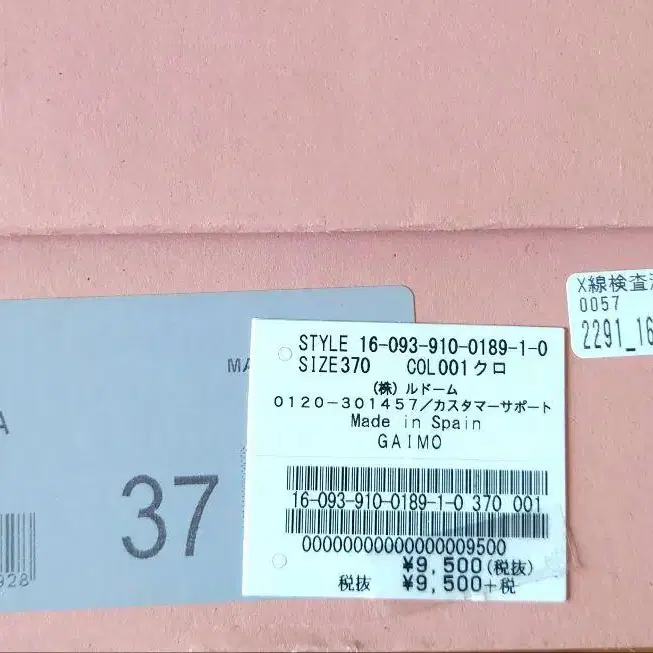 X線検査
0057
2291_16
MA
STYLE 16-093-910-0189-1-0
SIZE370 COL001クロ
(株)ルドーム
0120-301457/カスタマーサポート
Made in Spain
GAIMO
A
37
16-093-910-0189-1-0 370 001
00000000000000009500
¥9,500(税抜)
税抜 ¥9,500+税
928